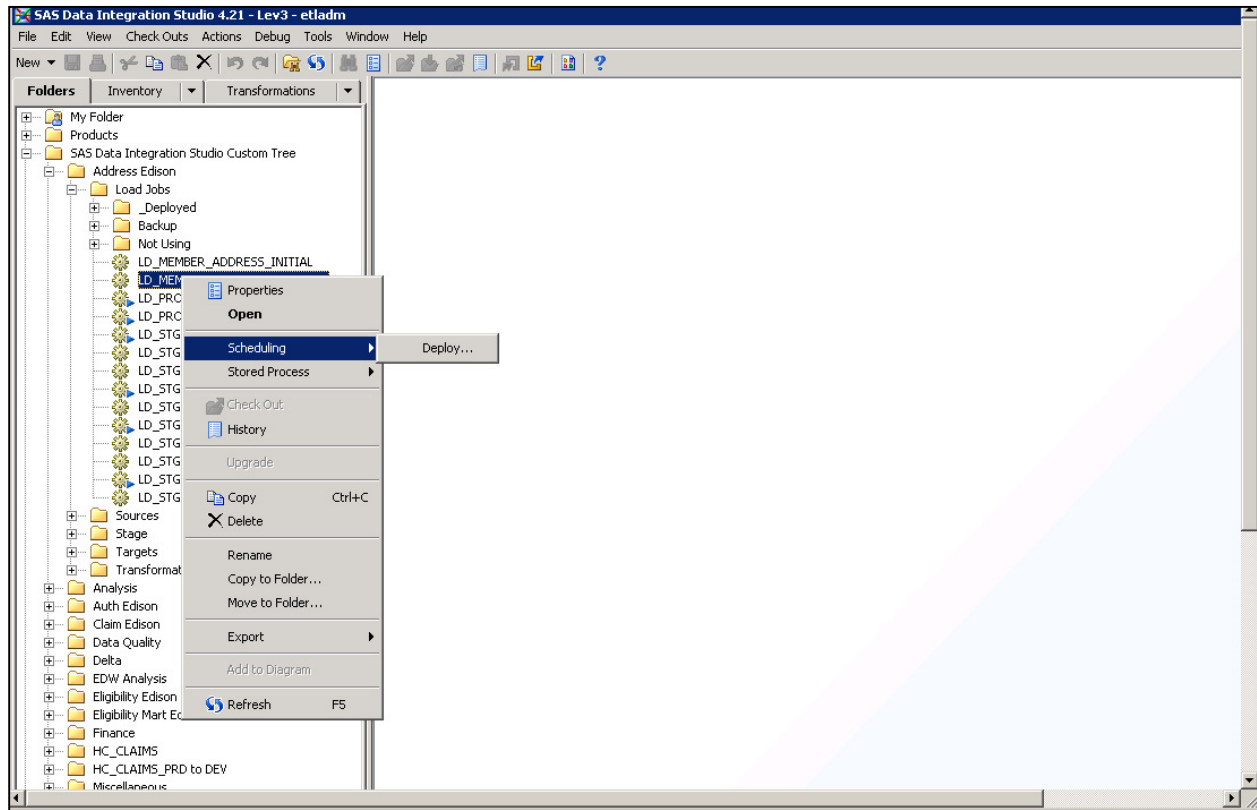 SAS Data Integration Studio 4.21 - Lev3 - etladm
File Edit View Check Outs Actions Debug Tools Window Help
New
Folders Inventory Transformations
My Folder
Products
SAS Data Integration Studio Custom Tree
Address Edison
Load Jobs
_Deployed
Backup
Not Using
LD_MEMBER_ADDRESS_INITIAL
LD_MEM
LD_PRO
LD_PRO
LD_STG
LD_STG
LD_STG
LD_STG
LD_STG
LD_STG
LD_STG
LD_STG
LD_STG
LD_STG
Sources
Stage
Targets
Transformat
Analysis
Auth Edison
Claim Edison
Data Quality
Delta
EDW Analysis
Eligibility Edison
Eligibility Mart Ed
Finance
HC_CLAIMS
HC_CLAIMS_PRD to DEV
Miscellaneous
Properties
Open
Scheduling
Deploy...
Stored Process
Check Out
History
Upgrade
Copy Ctrl+C
Delete
Rename
Copy to Folder...
Move to Folder...
Export
Add to Diagram
Refresh F5